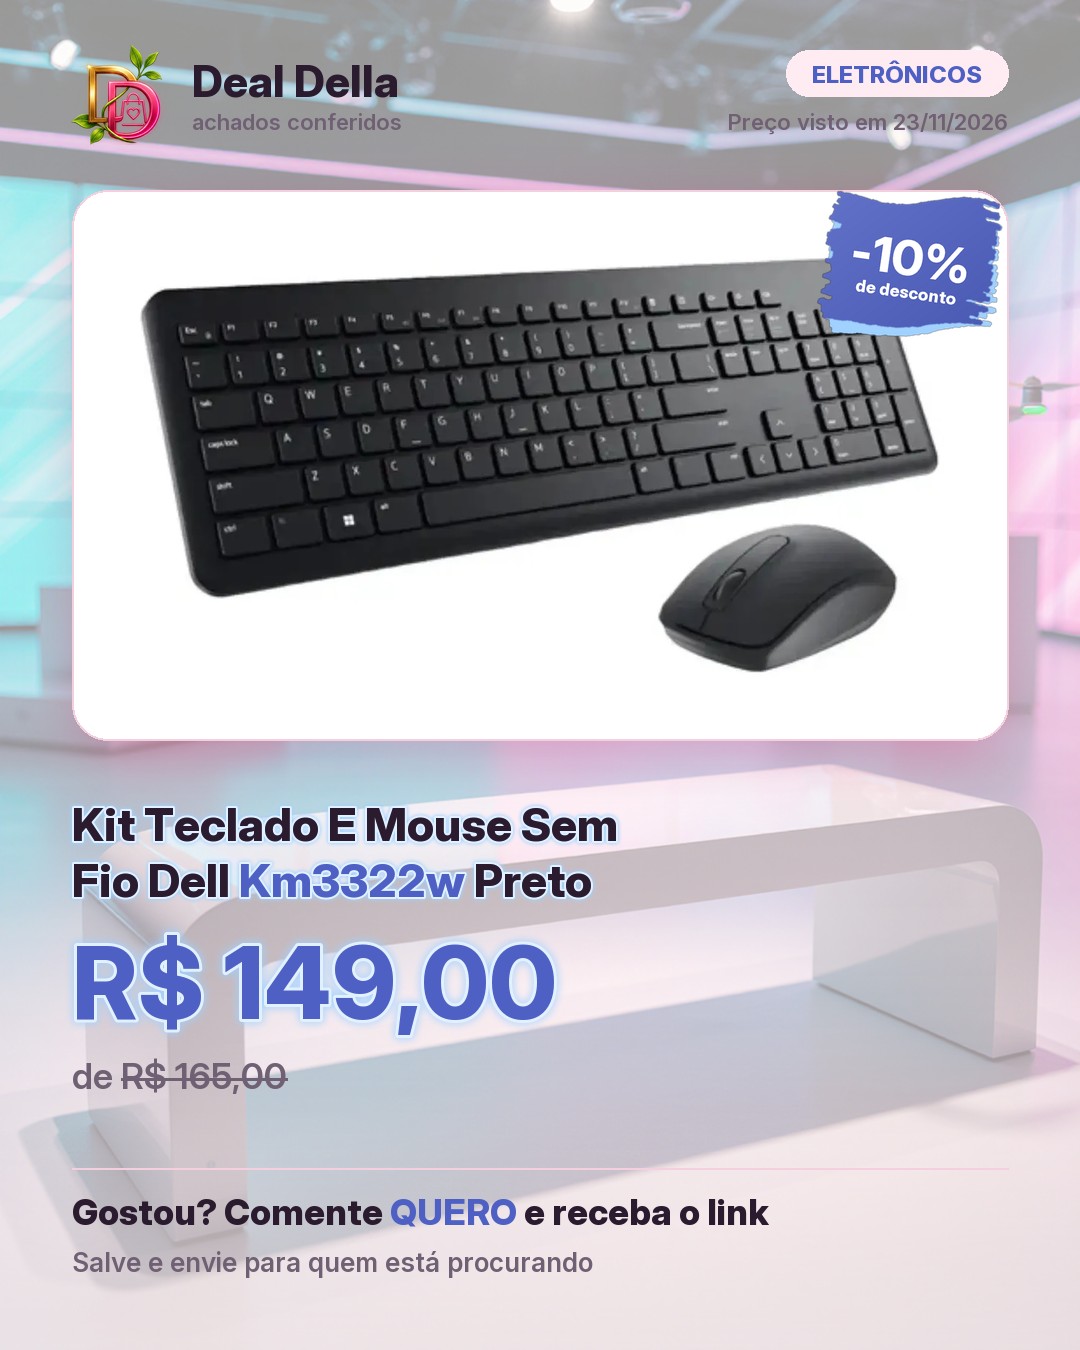 Deal Della
achados conferidos
ELETRÔNICOS
Preço visto em 23/11/2026
-10%
de desconto
Kit Teclado E Mouse Sem
Fio Dell Km3322w Preto
R$ 149,00
de R$ 165,00
Gostou? Comente QUERO e receba o link
Salve e envie para quem está procurando